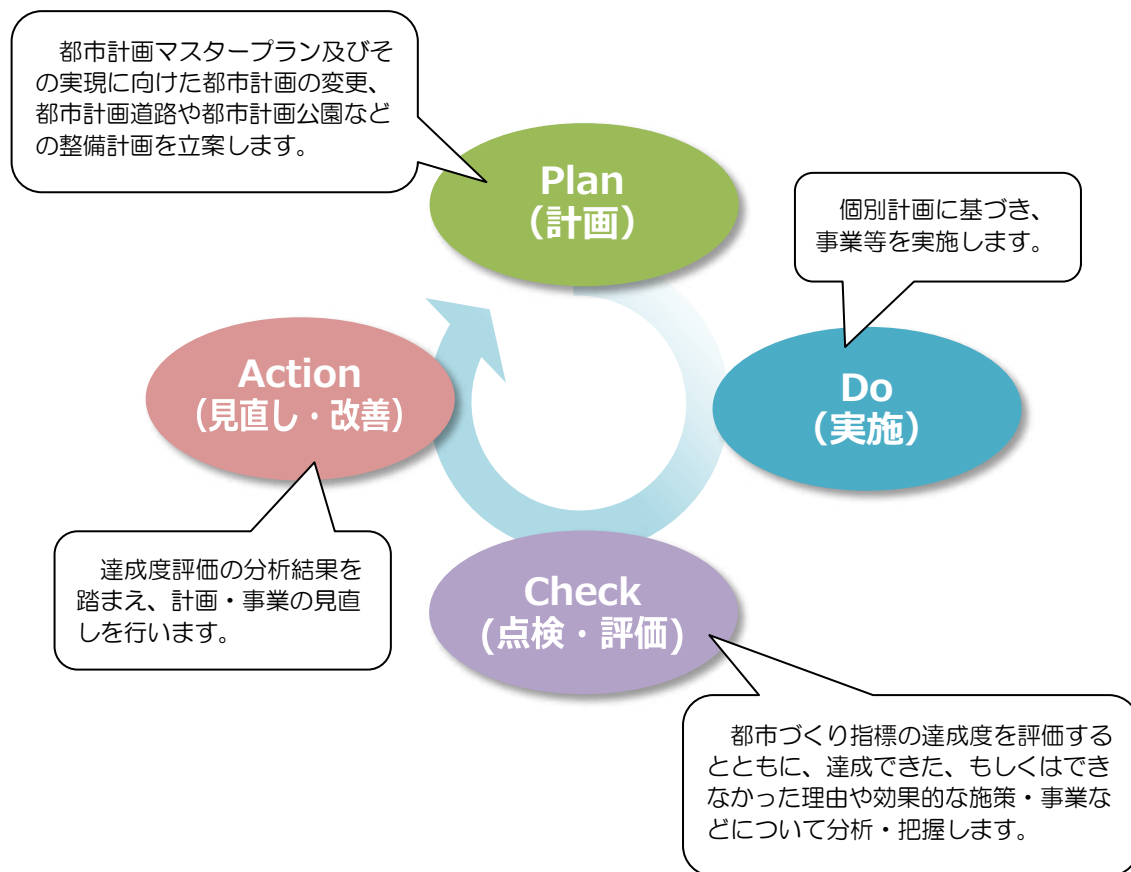 都市計画マスタープラン及びそ
の実現に向けた都市計画の変更、
都市計画道路や都市計画公園など
の整備計画を立案します。
Plan
（計画）
個別計画に基づき、
事業等を実施します。
Do
（実施）
Action
（見直し・改善）
達成度評価の分析結果を
踏まえ、計画・事業の見直
しを行います。
Check
(点検・評価)
都市づくり指標の達成度を評価する
とともに、達成できた、もしくはでき
なかった理由や効果的な施策・事業な
どについて分析・把握します。